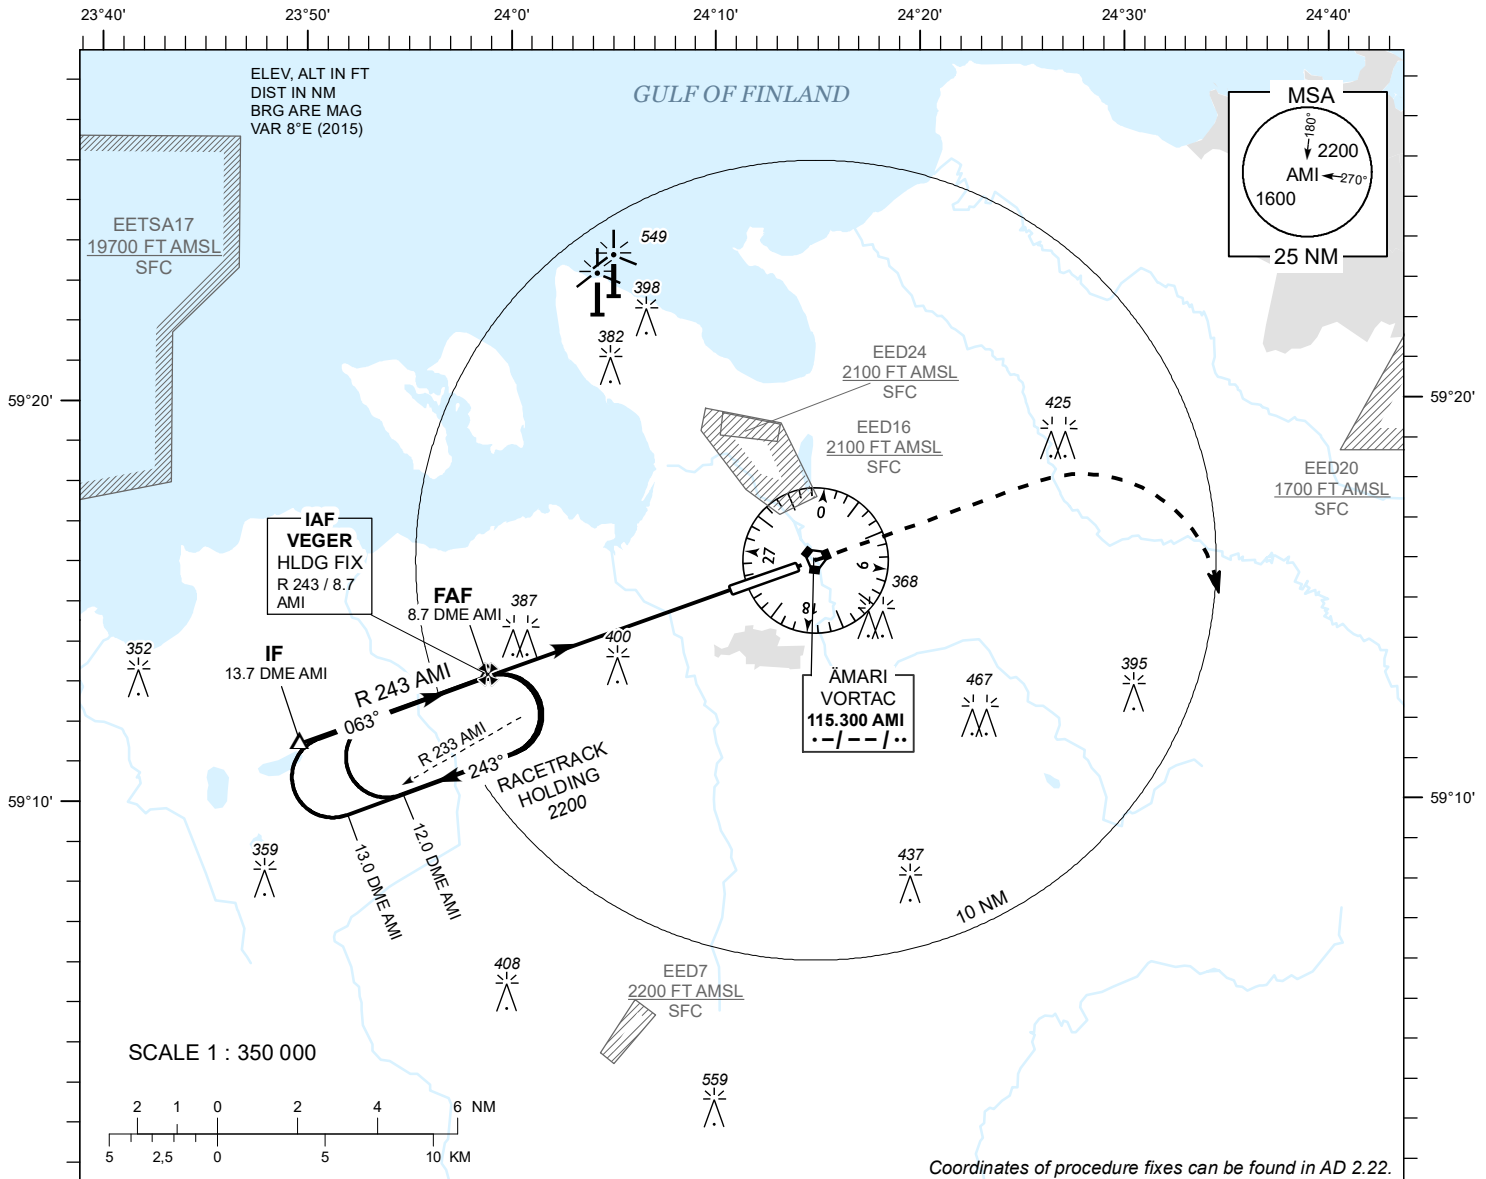 23°40'
23°50'
24°0'
24°10'
24°20'
24°30'
24°40'
ELEV, ALT IN FT
DIST IN NM
BRG ARE MAG
VAR 8°E (2015)
GULF OF FINLAND
MSA
180°
2200
AMI
270°
1600
25 NM
EETSA17
19700 FT AMSL
SFC
549
398
382
EED24
2100 FT AMSL
SFC
59°20'
59°20'
425
EED16
2100 FT AMSL
SFC
EED20
1700 FT AMSL
SFC
0
9
18
27
IAF
VEGER
HLDG FIX
R 243 / 8.7
AMI
FAF
8.7 DME AMI
387
368
400
352
IF
13.7 DME AMI
R 243 AMI
063°
R 233 AMI
243°
RACETRACK
HOLDING
2200
ÄMARI
VORTAC
115.300 AMI
467
395
59°10'
59°10'
12.0 DME AMI
13.0 DME AMI
359
437
10 NM
408
EED7
2200 FT AMSL
SFC
SCALE 1 : 350 000
559
2 1 0 2 4 6 NM
5 2,5 0 5 10 KM
Coordinates of procedure fixes can be found in AD 2.22.